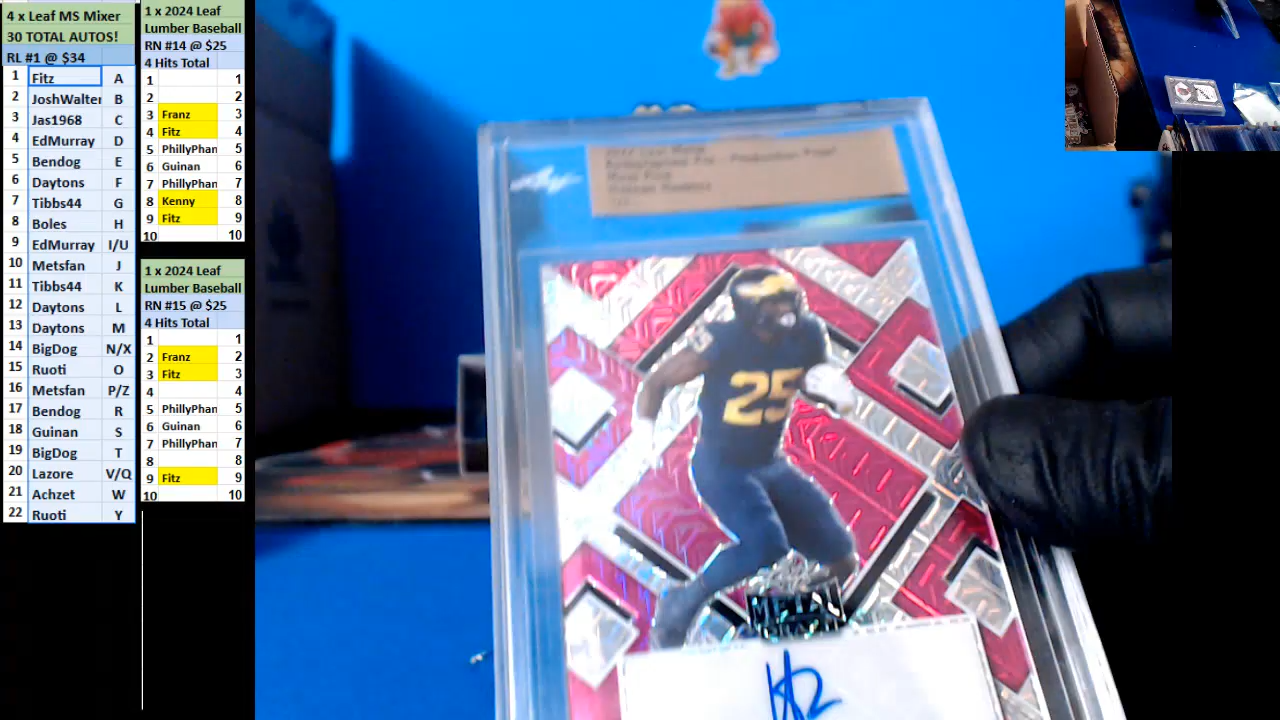 4 x Leaf MS Mixer
30 TOTAL AUTOS!
RL #1 @ $34
1 Fitz A
2 JoshWalter B
3 Jas1968 C
4 EdMurray D
5 Bendog E
6 Daytons F
7 Tibbs44 G
8 Boles H
9 EdMurray I/U
10 Metsfan J
11 Tibbs44 K
12 Daytons L
13 Daytons M
14 BigDog N/X
15 Ruoti O
16 Metsfan P/Z
17 Bendog R
18 Guinan S
19 BigDog T
20 Lazore V/Q
21 Achzet W
22 Ruoti Y
1 x 2024 Leaf
Lumber Baseball
RN #14 @ $25
4 Hits Total
1 1
2 2
3 Franz 3
4 Fitz 4
5 PhillyPhan 5
6 Guinan 6
7 PhillyPhan 7
8 Kenny 8
9 Fitz 9
10 10
1 x 2024 Leaf
Lumber Baseball
RN #15 @ $25
4 Hits Total
1 1
2 Franz 2
3 Fitz 3
4 4
5 PhillyPhan 5
6 Guinan 6
7 PhillyPhan 7
8 8
9 Fitz 9
10 10
Leaf
25
METAL